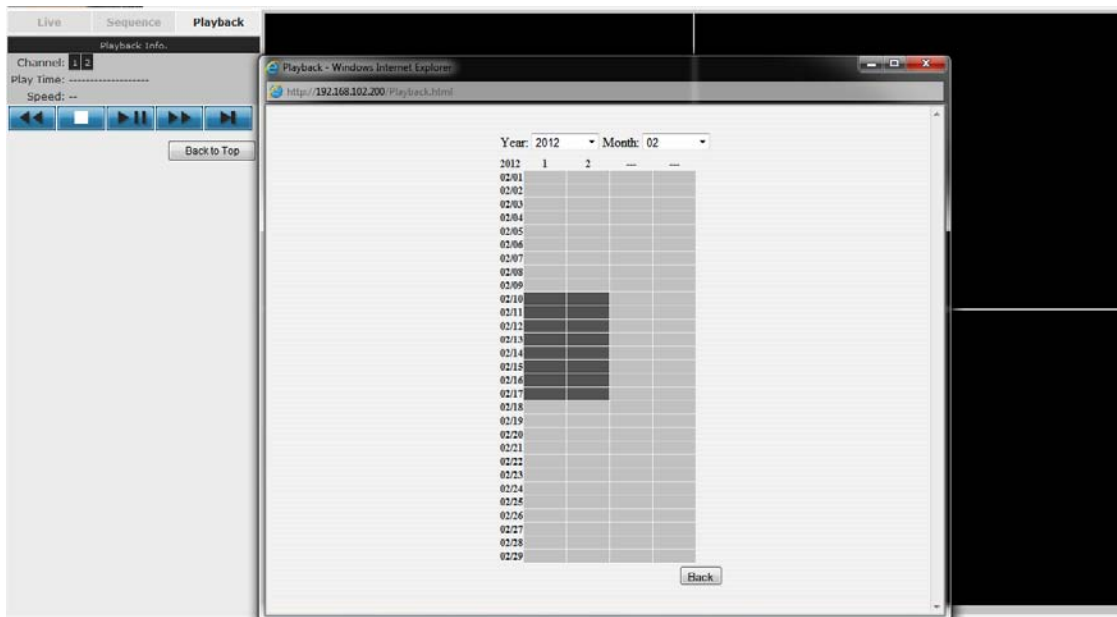 Live Sequence Playback
Playback Info.
Channel: 1 2
Play Time: -------------------
Speed: --
Back to Top
Playback - Windows Internet Explorer
http://192.168.102.200/Playback.html
Year: 2012 Month: 02
2012 1 2 --- ---
02/01
02/02
02/03
02/04
02/05
02/06
02/07
02/08
02/09
02/10
02/11
02/12
02/13
02/14
02/15
02/16
02/17
02/18
02/19
02/20
02/21
02/22
02/23
02/24
02/25
02/26
02/27
02/28
02/29
Back